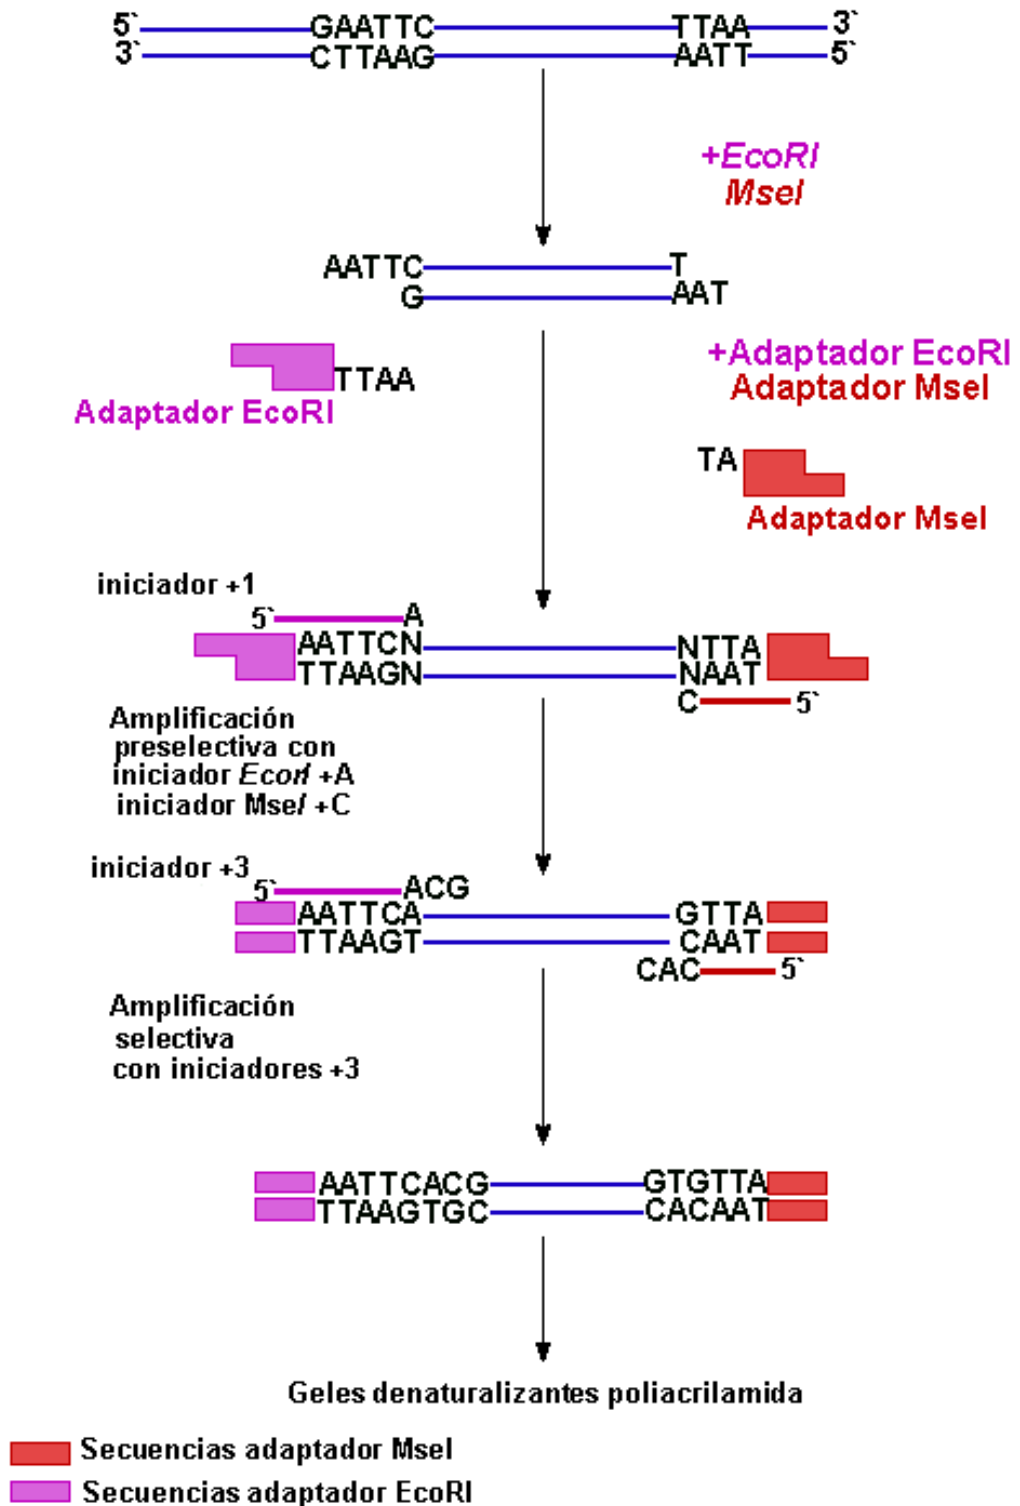 5` GAATTC TTAA 3`
3` CTTAAG AATT 5`
+EcoRI
MseI
AATTC T
G AAT
+Adaptador EcoRI
Adaptador MseI
TTAA
Adaptador EcoRI
TA
Adaptador MseI
iniciador +1
5` A
AATTCN NTTA
TTAAGN NAAT
C 5`
Amplificación
preselectiva con
iniciador EcorI +A
iniciador MseI +C
iniciador +3
5` ACG
AATTCA GTTA
TTAAGT CAAT
CAC 5`
Amplificación
selectiva
con iniciadores +3
AATTCACG GTGTTA
TTAAGTGC CACAAT
Geles denaturalizantes poliacrilamida
Secuencias adaptador MseI
Secuencias adaptador EcoRI